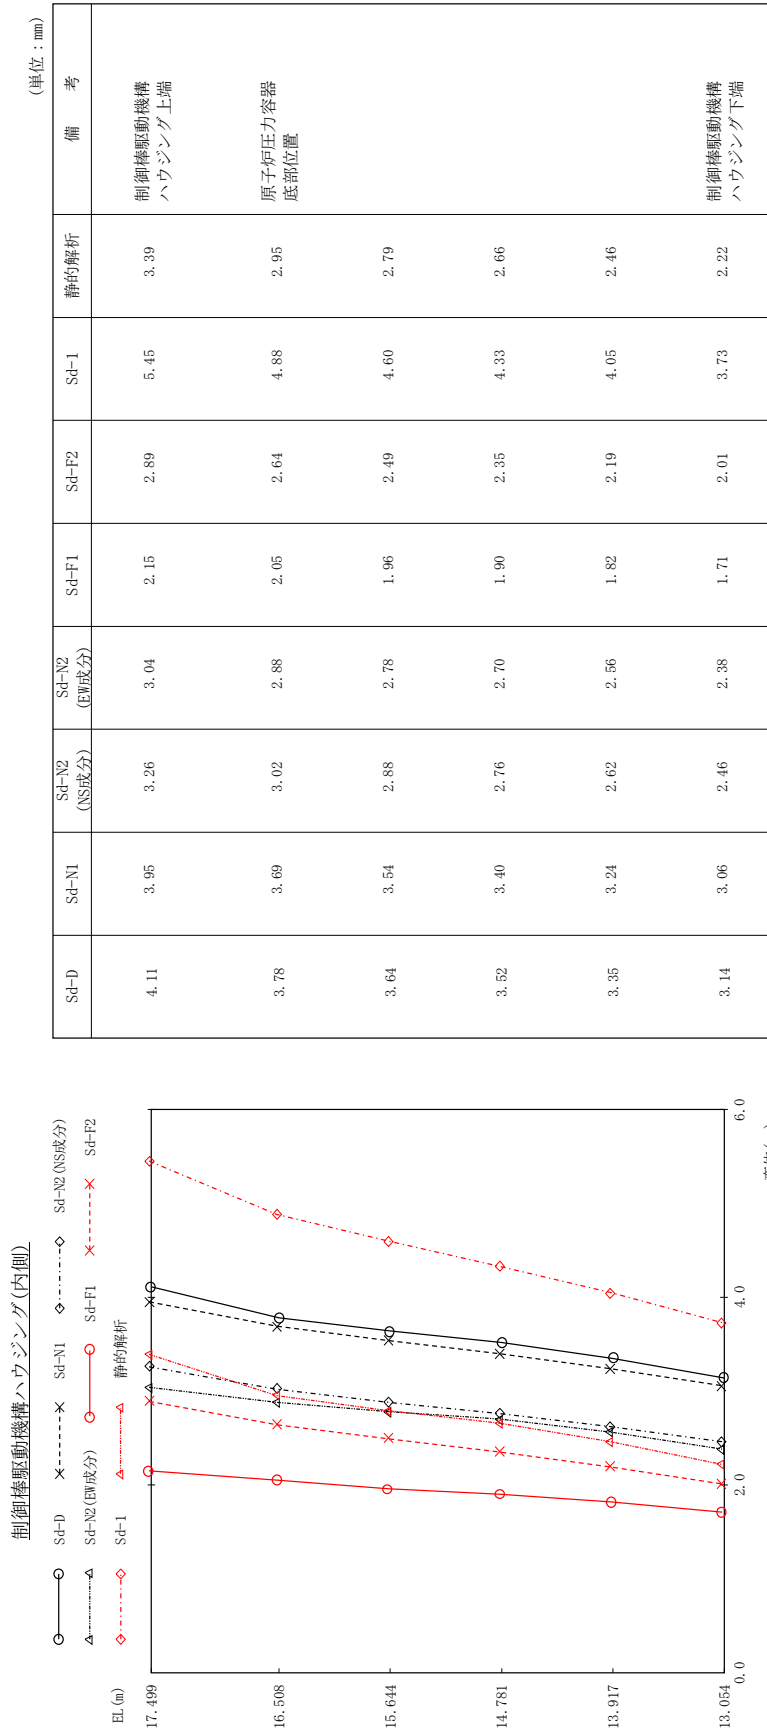 制御棒駆動機構ハウジング(内側)
Sd-D
Sd-N1
Sd-N2(NS成分)
Sd-N2(EW成分)
Sd-F1
Sd-F2
Sd-1
静的解析
EL(m)
17.499
16.508
15.644
14.781
13.917
13.054
0.0
2.0
4.0
6.0
(単位：mm)
Sd-D Sd-N1 Sd-N2 (NS成分) Sd-N2 (EW成分) Sd-F1 Sd-F2 Sd-1 静的解析 備 考
4.11 3.95 3.26 3.04 2.15 2.89 5.45 3.39 制御棒駆動機構
ハウジング上端
3.78 3.69 3.02 2.88 2.05 2.64 4.88 2.95 原子炉圧力容器
底部位置
3.64 3.54 2.88 2.78 1.96 2.49 4.60 2.79
3.52 3.40 2.76 2.70 1.90 2.35 4.33 2.66
3.35 3.24 2.62 2.56 1.82 2.19 4.05 2.46
3.14 3.06 2.46 2.38 1.71 2.01 3.73 2.22 制御棒駆動機構
ハウジング下端